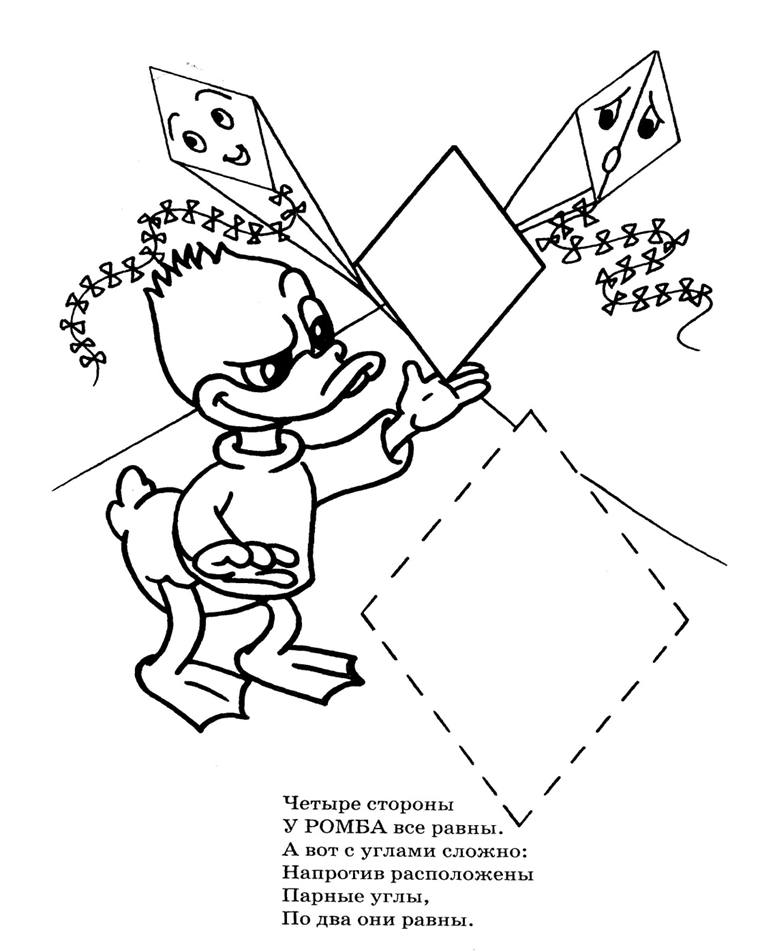 Четыре стороны
У РОМБА все равны.
А вот с углами сложно:
Напротив расположены
Парные углы,
По два они равны.